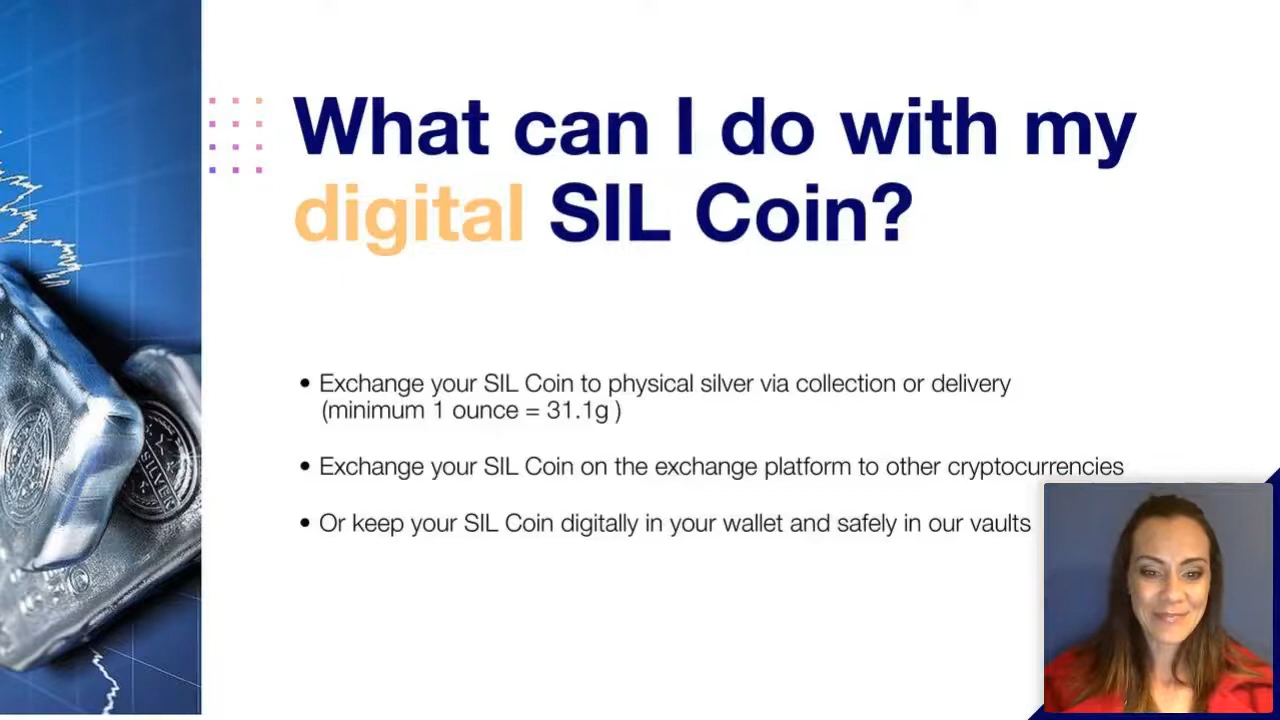 What can I do with my
digital SIL Coin?
• Exchange your SIL Coin to physical silver via collection or delivery
(minimum 1 ounce = 31.1g )
• Exchange your SIL Coin on the exchange platform to other cryptocurrencies
• Or keep your SIL Coin digitally in your wallet and safely in our vaults
SILVER